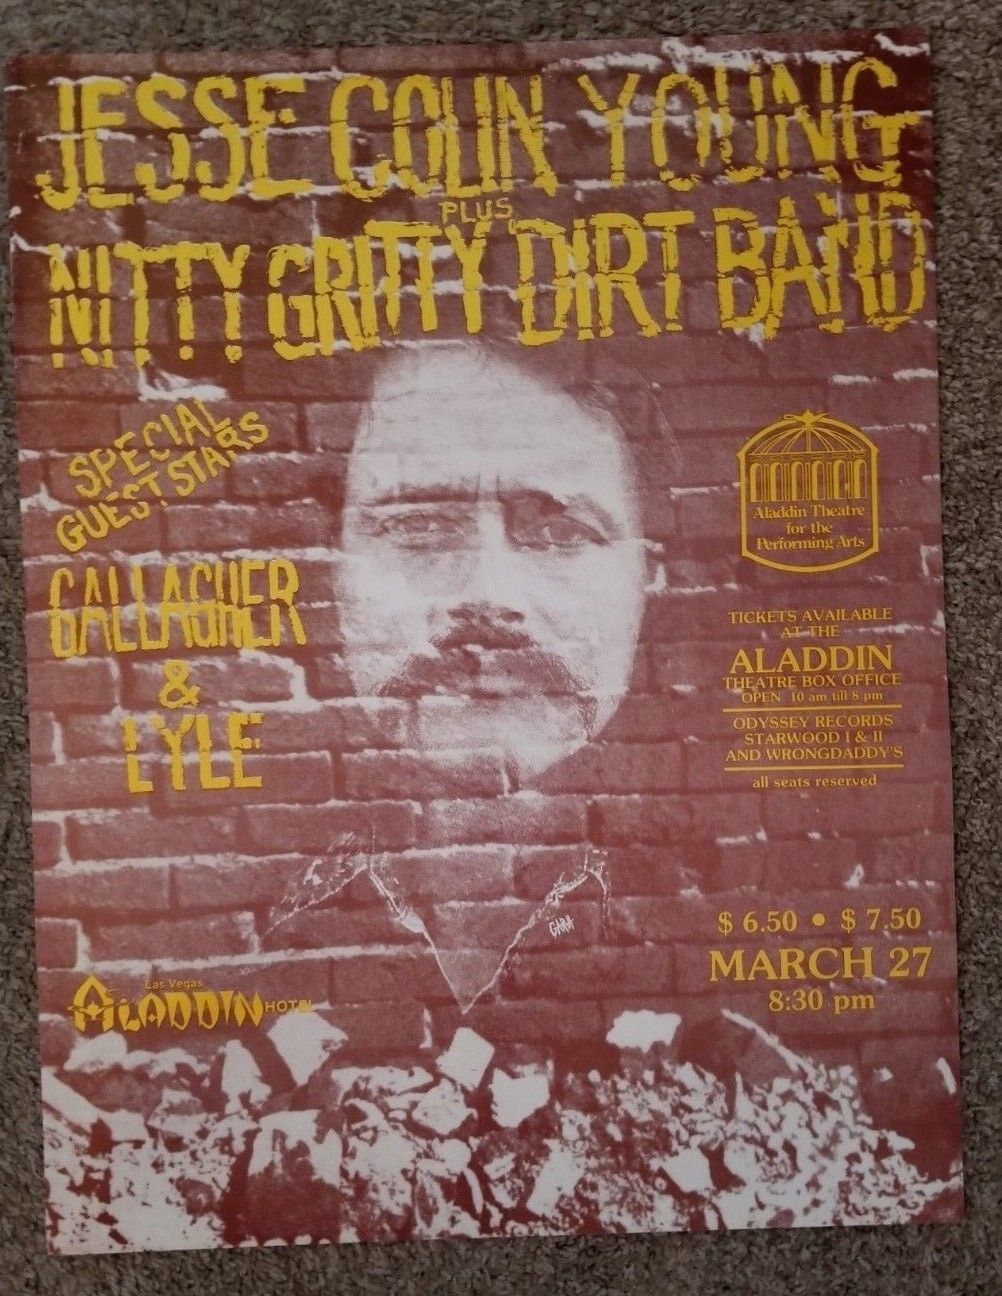 JESSE COLIN YOUNG
PLUS
NITTY GRITTY DIRT BAND
SPECIAL
GUEST STARS
GALLAGHER
&
LYLE
Aladdin Theatre
for the
Performing Arts
TICKETS AVAILABLE
AT THE
ALADDIN
THEATRE BOX OFFICE
OPEN 10 am till 8 pm
ODYSSEY RECORDS
STARWOOD I & II
AND WRONGDADDY'S
all seats reserved
GARA
$ 6.50 • $ 7.50
MARCH 27
8:30 pm
Las Vegas
ALADDIN HOTEL